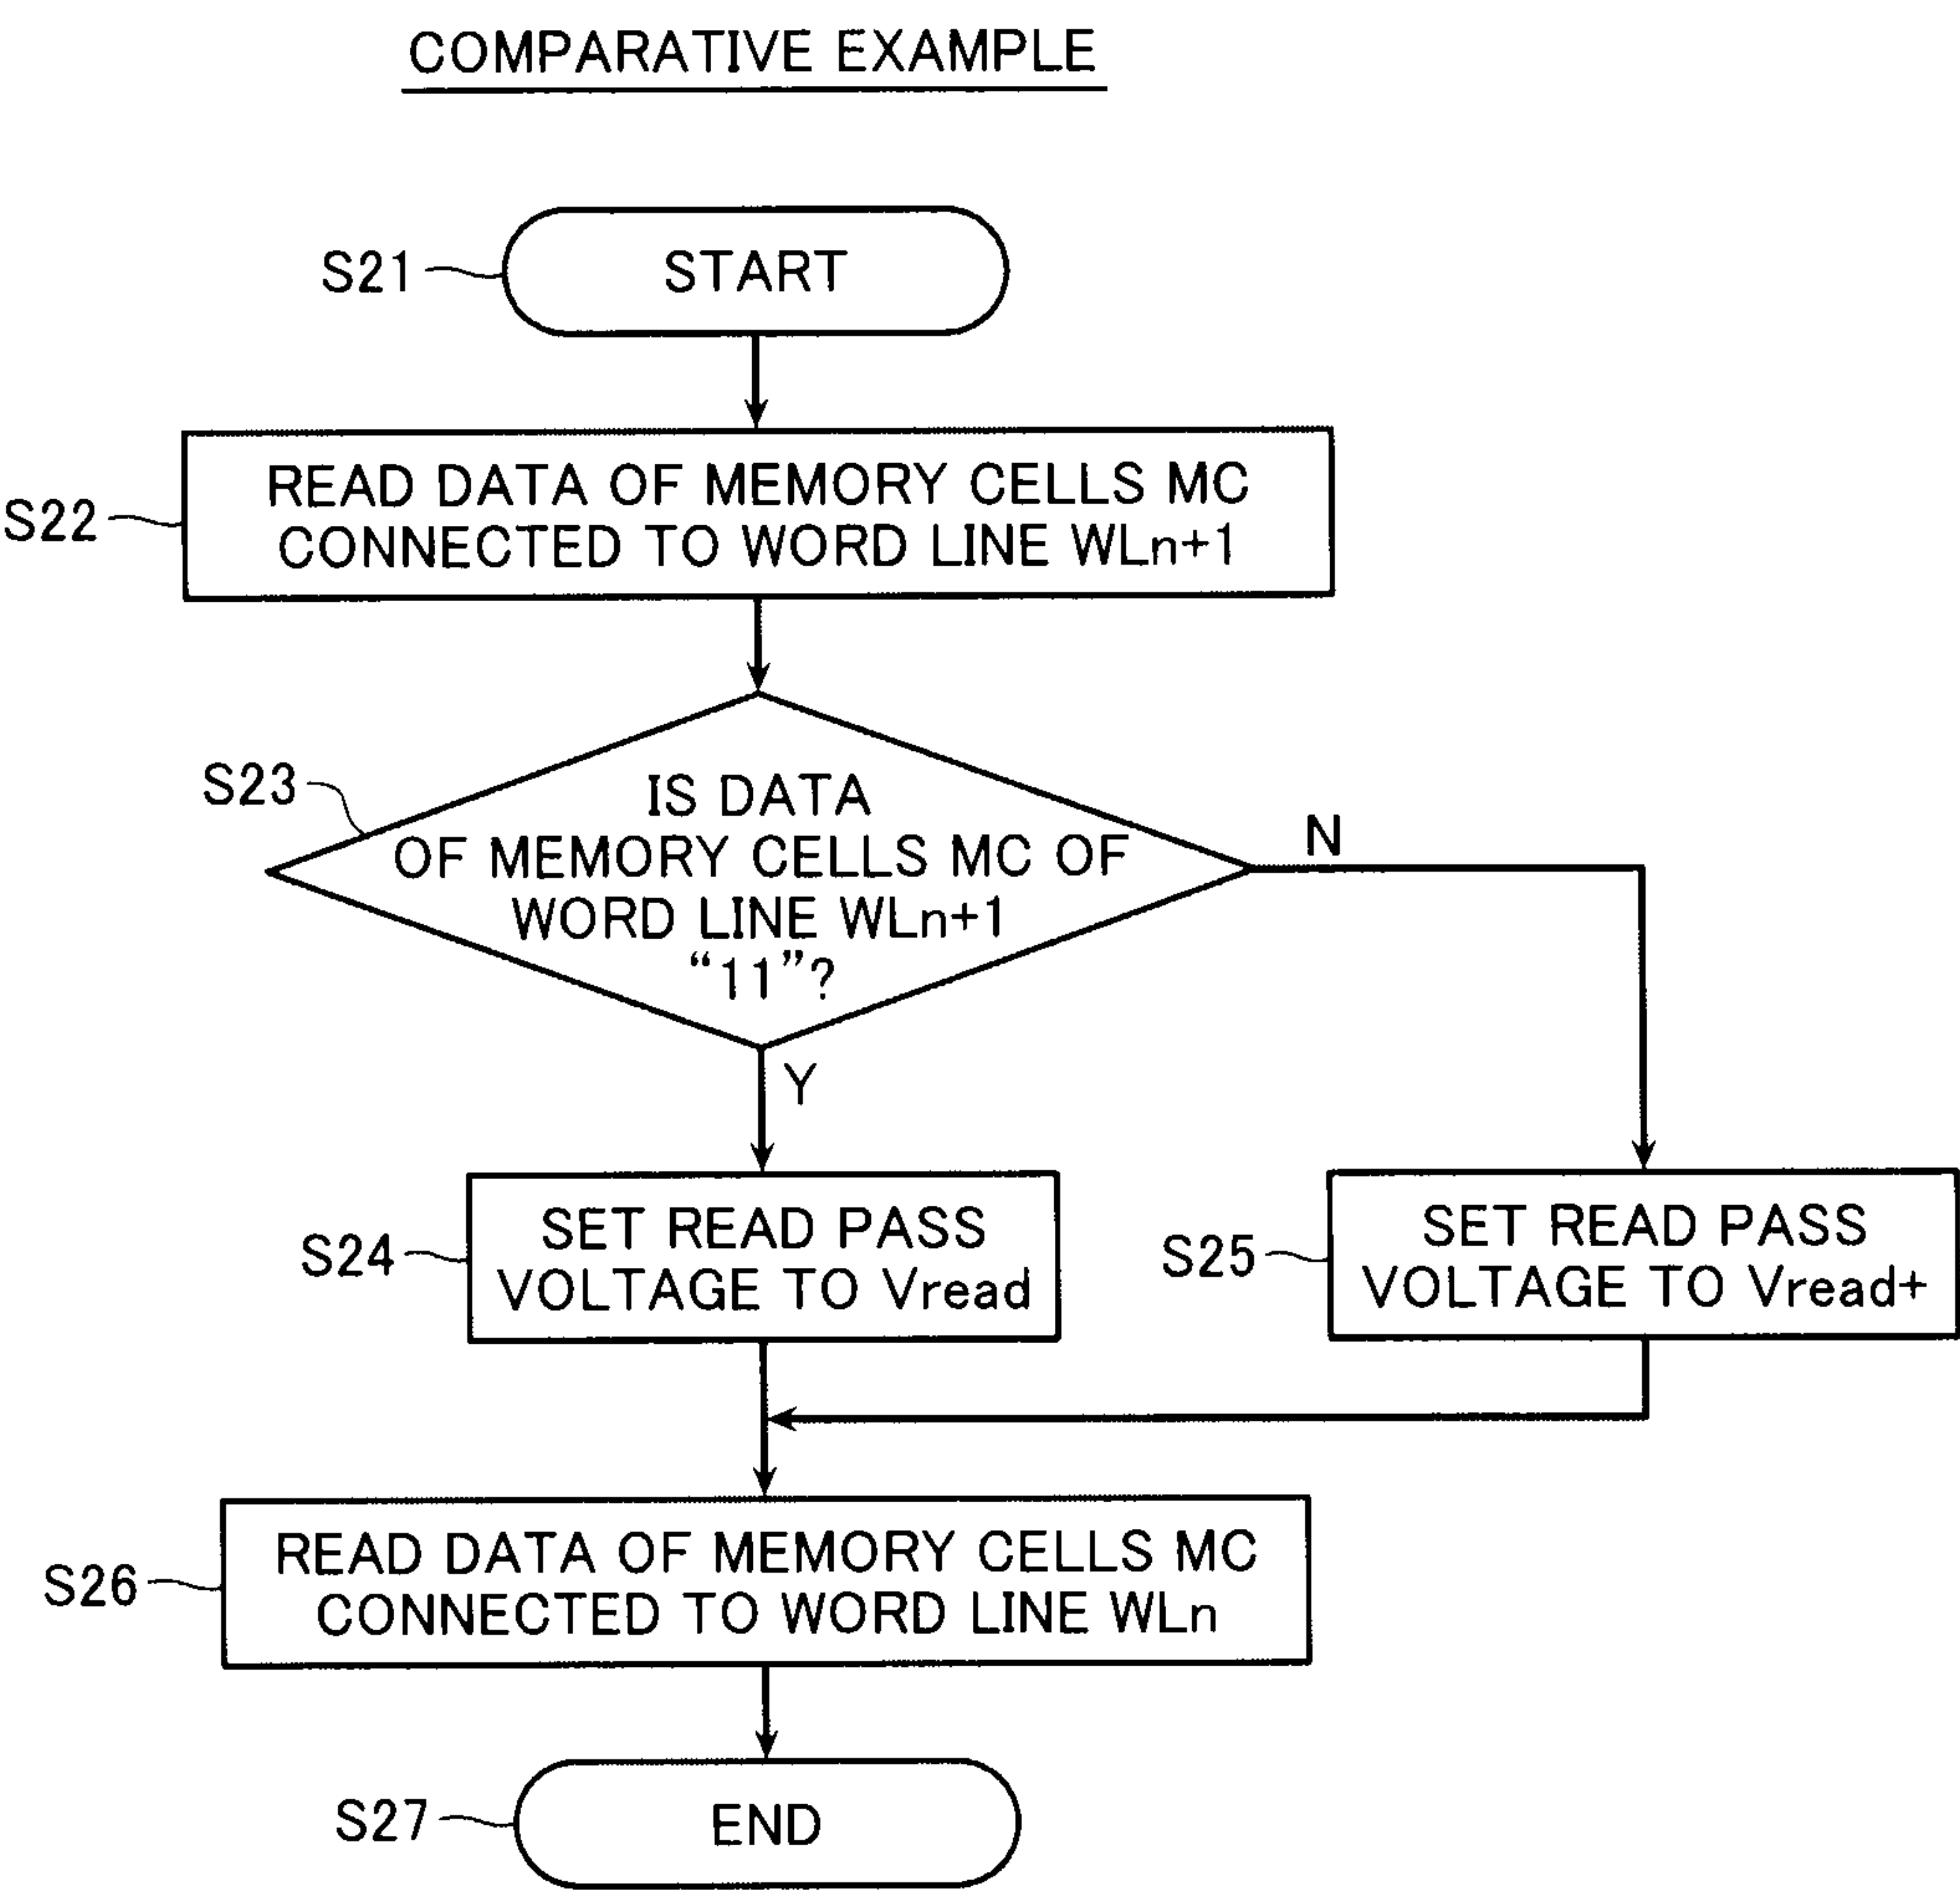 COMPARATIVE EXAMPLE
S21
START
S22
READ DATA OF MEMORY CELLS MC
CONNECTED TO WORD LINE WLn+1
S23
IS DATA
OF MEMORY CELLS MC OF
WORD LINE WLn+1
“11”?
N
Y
S24
SET READ PASS
VOLTAGE TO Vread
S25
SET READ PASS
VOLTAGE TO Vread+
S26
READ DATA OF MEMORY CELLS MC
CONNECTED TO WORD LINE WLn
S27
END